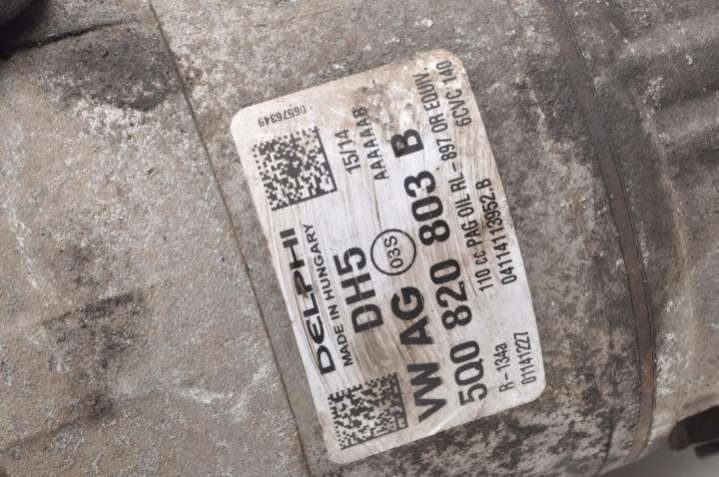 06576349
DELPHI
MADE IN HUNGARY
15/14
DH5
AAAAAAB
03S
VW AG
5Q0 820 803 B
110 cc PAG OIL RL-897 OR EQUIV.
R-134a
04114113952.B
6CVC 140
01141227